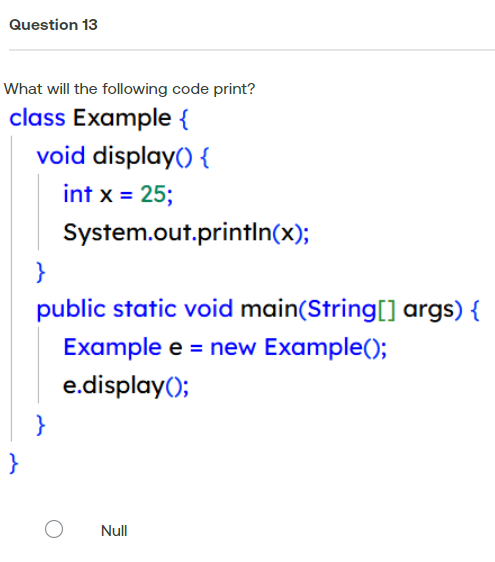 Question 13
What will the following code print?
class Example {
void display() {
int x = 25;
System.out.println(x);
}
public static void main(String[] args) {
Example e = new Example();
e.display();
}
}
Null